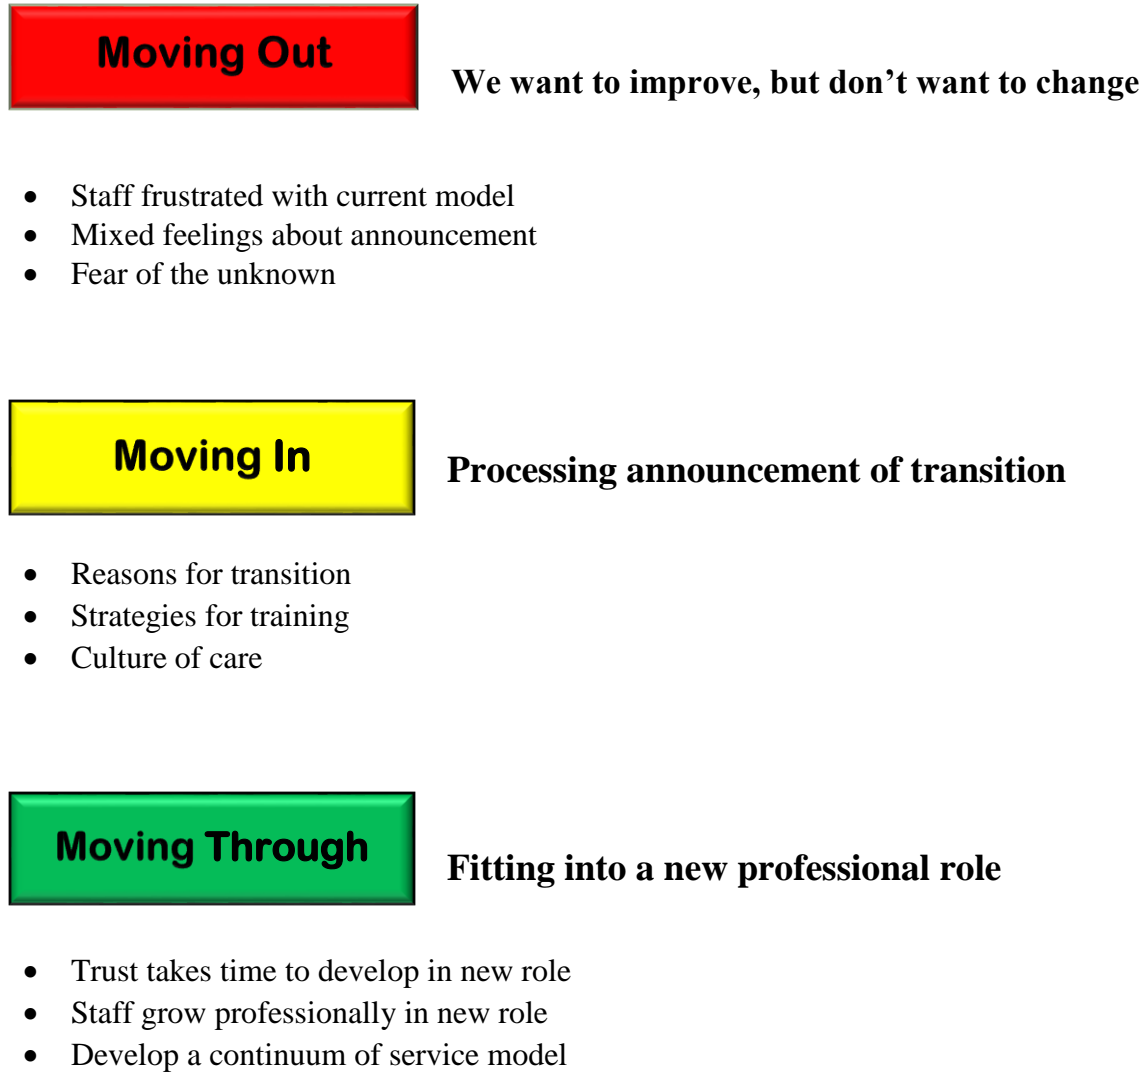 Moving Out
We want to improve, but don’t want to change
• Staff frustrated with current model
• Mixed feelings about announcement
• Fear of the unknown
Moving In
Processing announcement of transition
• Reasons for transition
• Strategies for training
• Culture of care
Moving Through
Fitting into a new professional role
• Trust takes time to develop in new role
• Staff grow professionally in new role
• Develop a continuum of service model